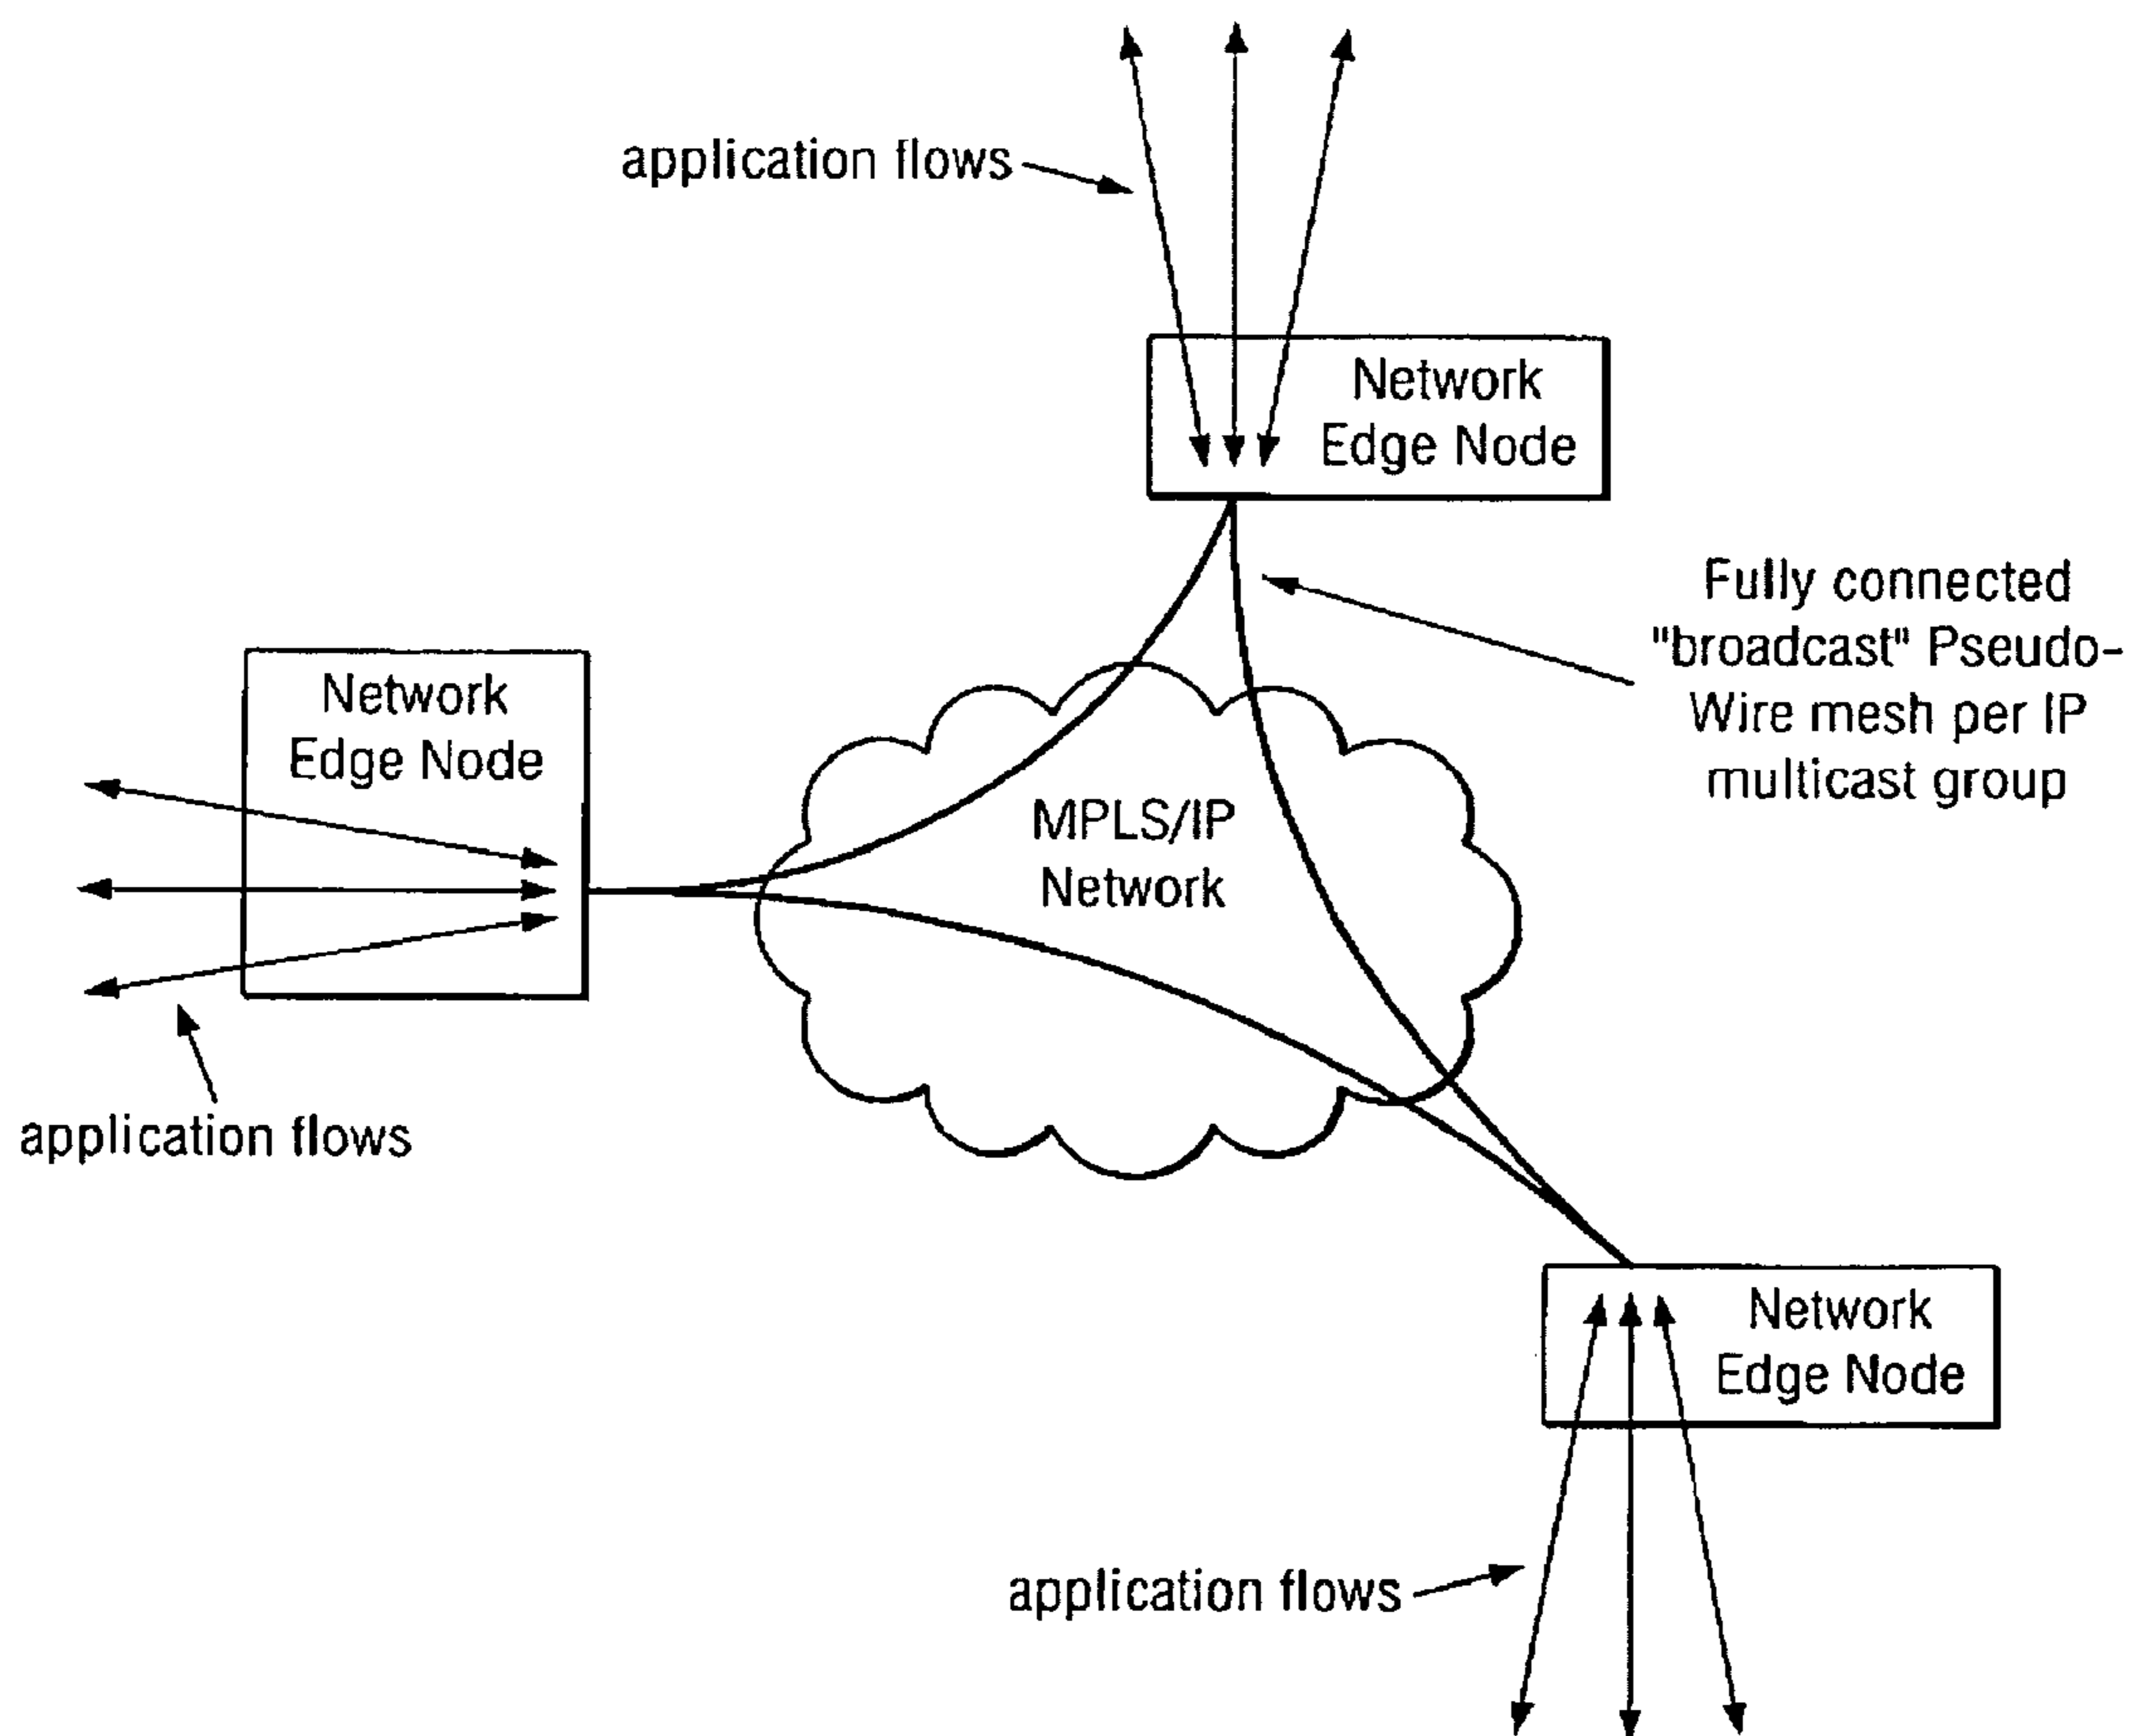 application flows
Network
Edge Node
Fully connected
"broadcast" Pseudo-
Wire mesh per IP
multicast group
Network
Edge Node
MPLS/IP
Network
application flows
Network
Edge Node
application flows